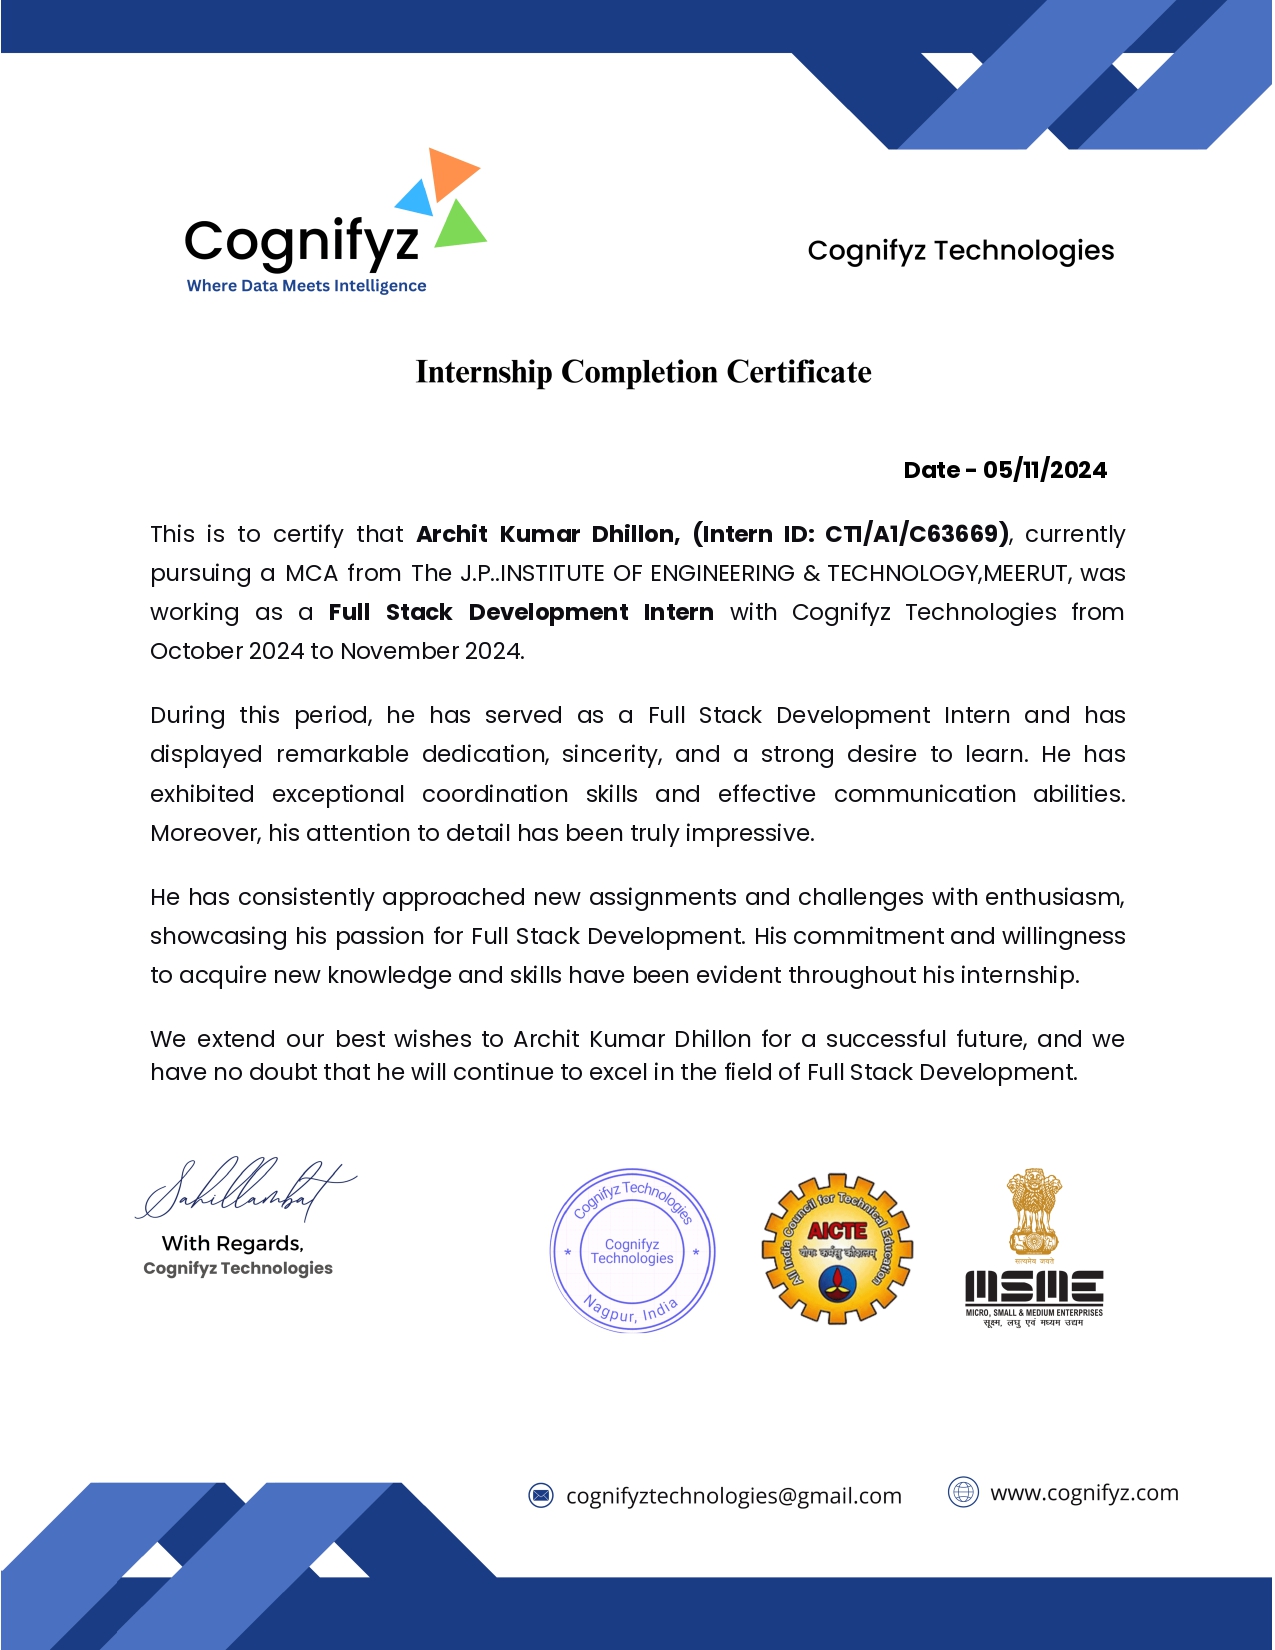 Cognifyz
Where Data Meets Intelligence
Cognifyz Technologies
Internship Completion Certificate
Date - 05/11/2024
This is to certify that Archit Kumar Dhillon, (Intern ID: CTI/A1/C63669), currently
pursuing a MCA from The J.P..INSTITUTE OF ENGINEERING & TECHNOLOGY,MEERUT, was
working as a Full Stack Development Intern with Cognifyz Technologies from
October 2024 to November 2024.
During this period, he has served as a Full Stack Development Intern and has
displayed remarkable dedication, sincerity, and a strong desire to learn. He has
exhibited exceptional coordination skills and effective communication abilities.
Moreover, his attention to detail has been truly impressive.
He has consistently approached new assignments and challenges with enthusiasm,
showcasing his passion for Full Stack Development. His commitment and willingness
to acquire new knowledge and skills have been evident throughout his internship.
We extend our best wishes to Archit Kumar Dhillon for a successful future, and we
have no doubt that he will continue to excel in the field of Full Stack Development.
Sahillambat
With Regards,
Cognifyz Technologies
Cognifyz Technologies
* Cognifyz *
Technologies
Nagpur, India
All India Council for Technical Education
AICTE
योगः कर्मसु कौशलम्
सत्यमेव जयते
MSME
MICRO, SMALL & MEDIUM ENTERPRISES
सूक्ष्म, लघु एवं मध्यम उद्यम
cognifyztechnologies@gmail.com
www.cognifyz.com